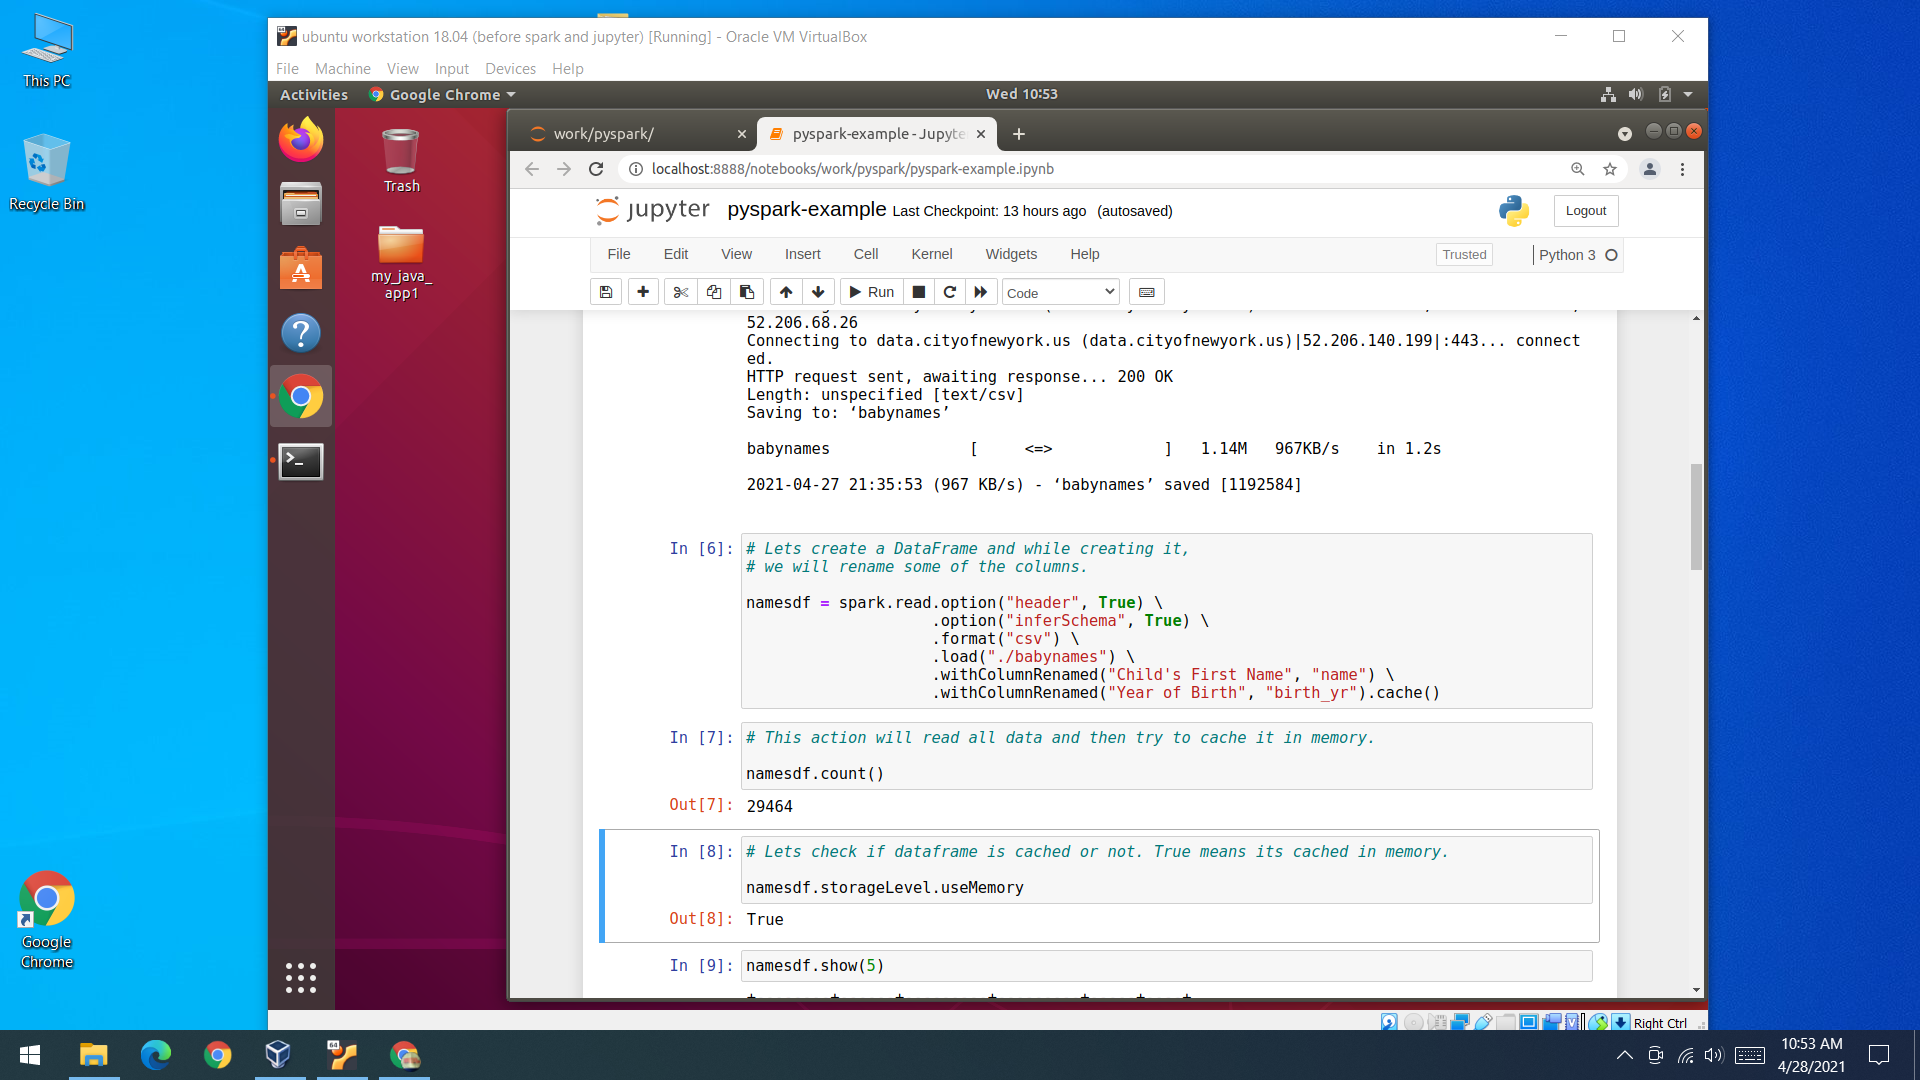 This PC
Recycle Bin
Google
Chrome
ubuntu workstation 18.04 (before spark and jupyter) [Running] - Oracle VM VirtualBox
File Machine View Input Devices Help
Activities Google Chrome Wed 10:53
Trash
my_java_
app1
work/pyspark/ pyspark-example - Jupyte
localhost:8888/notebooks/work/pyspark/pyspark-example.ipynb
jupyter pyspark-example Last Checkpoint: 13 hours ago (autosaved) Logout
File Edit View Insert Cell Kernel Widgets Help Trusted Python 3
Run Code
52.206.68.26
Connecting to data.cityofnewyork.us (data.cityofnewyork.us)|52.206.140.199|:443... connect
ed.
HTTP request sent, awaiting response... 200 OK
Length: unspecified [text/csv]
Saving to: ‘babynames’
babynames [ <=> ] 1.14M 967KB/s in 1.2s
2021-04-27 21:35:53 (967 KB/s) - ‘babynames’ saved [1192584]
In [6]: # Lets create a DataFrame and while creating it,
# we will rename some of the columns.
namesdf = spark.read.option("header", True) \
.option("inferSchema", True) \
.format("csv") \
.load("./babynames") \
.withColumnRenamed("Child's First Name", "name") \
.withColumnRenamed("Year of Birth", "birth_yr").cache()
In [7]: # This action will read all data and then try to cache it in memory.
namesdf.count()
Out[7]: 29464
In [8]: # Lets check if dataframe is cached or not. True means its cached in memory.
namesdf.storageLevel.useMemory
Out[8]: True
In [9]: namesdf.show(5)
Right Ctrl
64
10:53 AM
4/28/2021